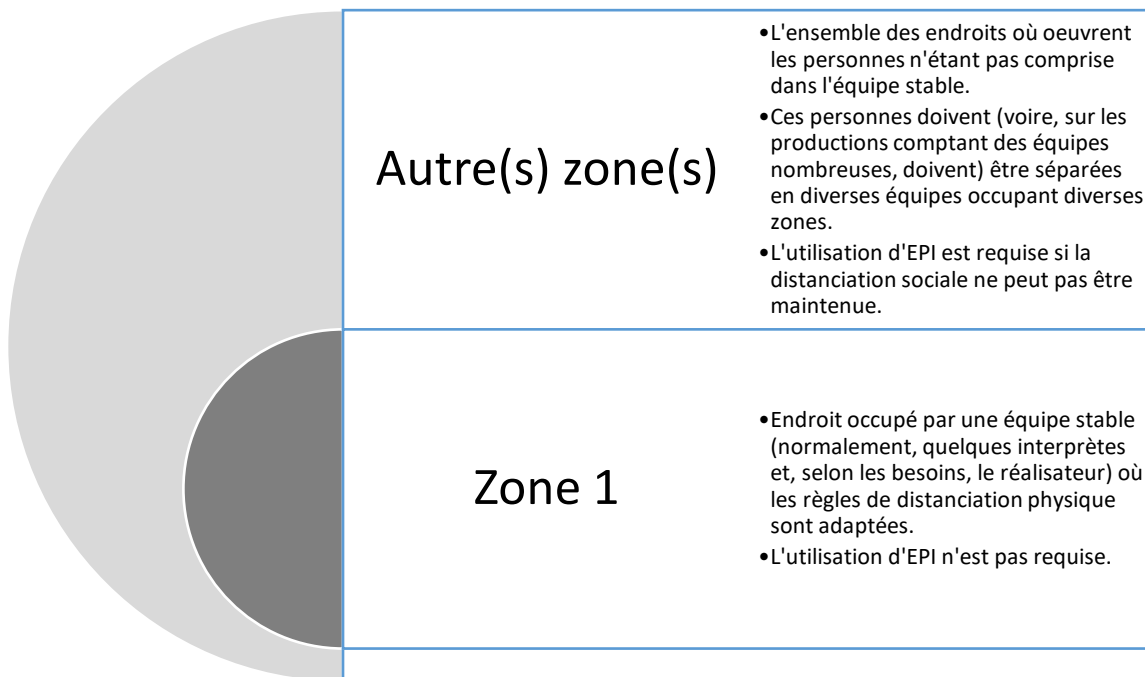 Autre(s) zone(s)
•L'ensemble des endroits où oeuvrent
les personnes n'étant pas comprise
dans l'équipe stable.
•Ces personnes doivent (voire, sur les
productions comptant des équipes
nombreuses, doivent) être séparées
en diverses équipes occupant diverses
zones.
•L'utilisation d'EPI est requise si la
distanciation sociale ne peut pas être
maintenue.
Zone 1
•Endroit occupé par une équipe stable
(normalement, quelques interprètes
et, selon les besoins, le réalisateur) où
les règles de distanciation physique
sont adaptées.
•L'utilisation d'EPI n'est pas requise.